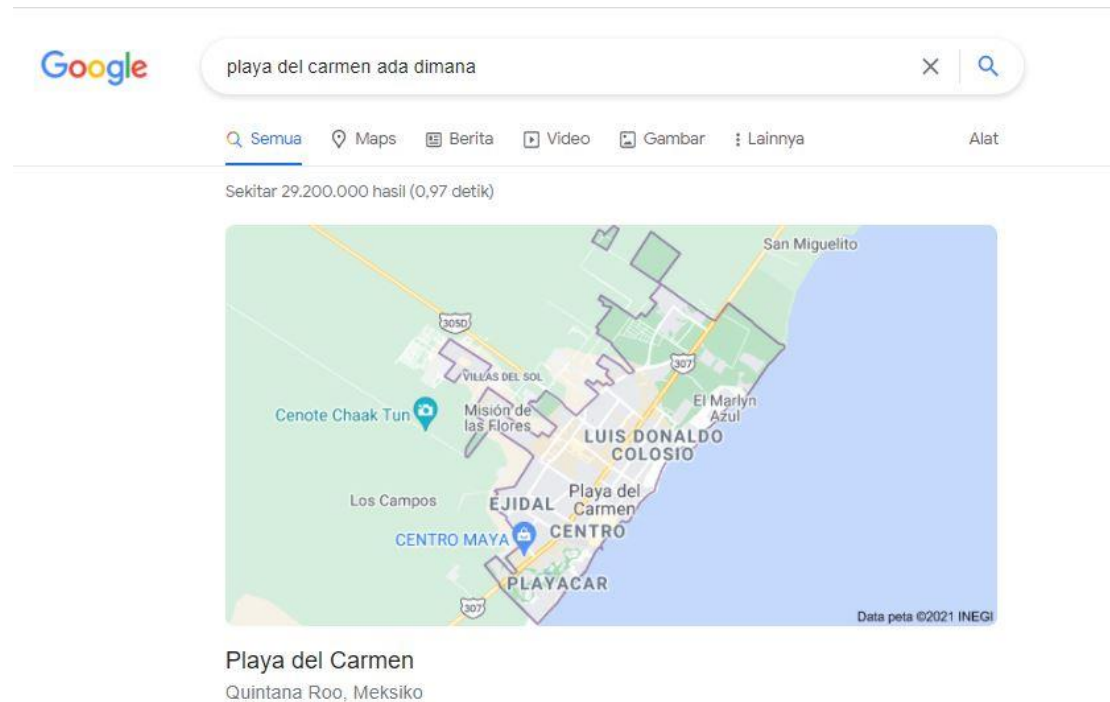 Google
playa del carmen ada dimana
Semua Maps Berita Video Gambar Lainnya Alat
Sekitar 29.200.000 hasil (0,97 detik)
San Miguelito
305D
307
VILLAS DEL SOL
El Marlyn
Azul
Cenote Chaak Tun
Misión de
las Flores
LUIS DONALDO
COLOSIO
Los Campos
Playa del
Carmen
EJIDAL
CENTRO
CENTRO MAYA
PLAYACAR
307
Data peta ©2021 INEGI
Playa del Carmen
Quintana Roo, Meksiko